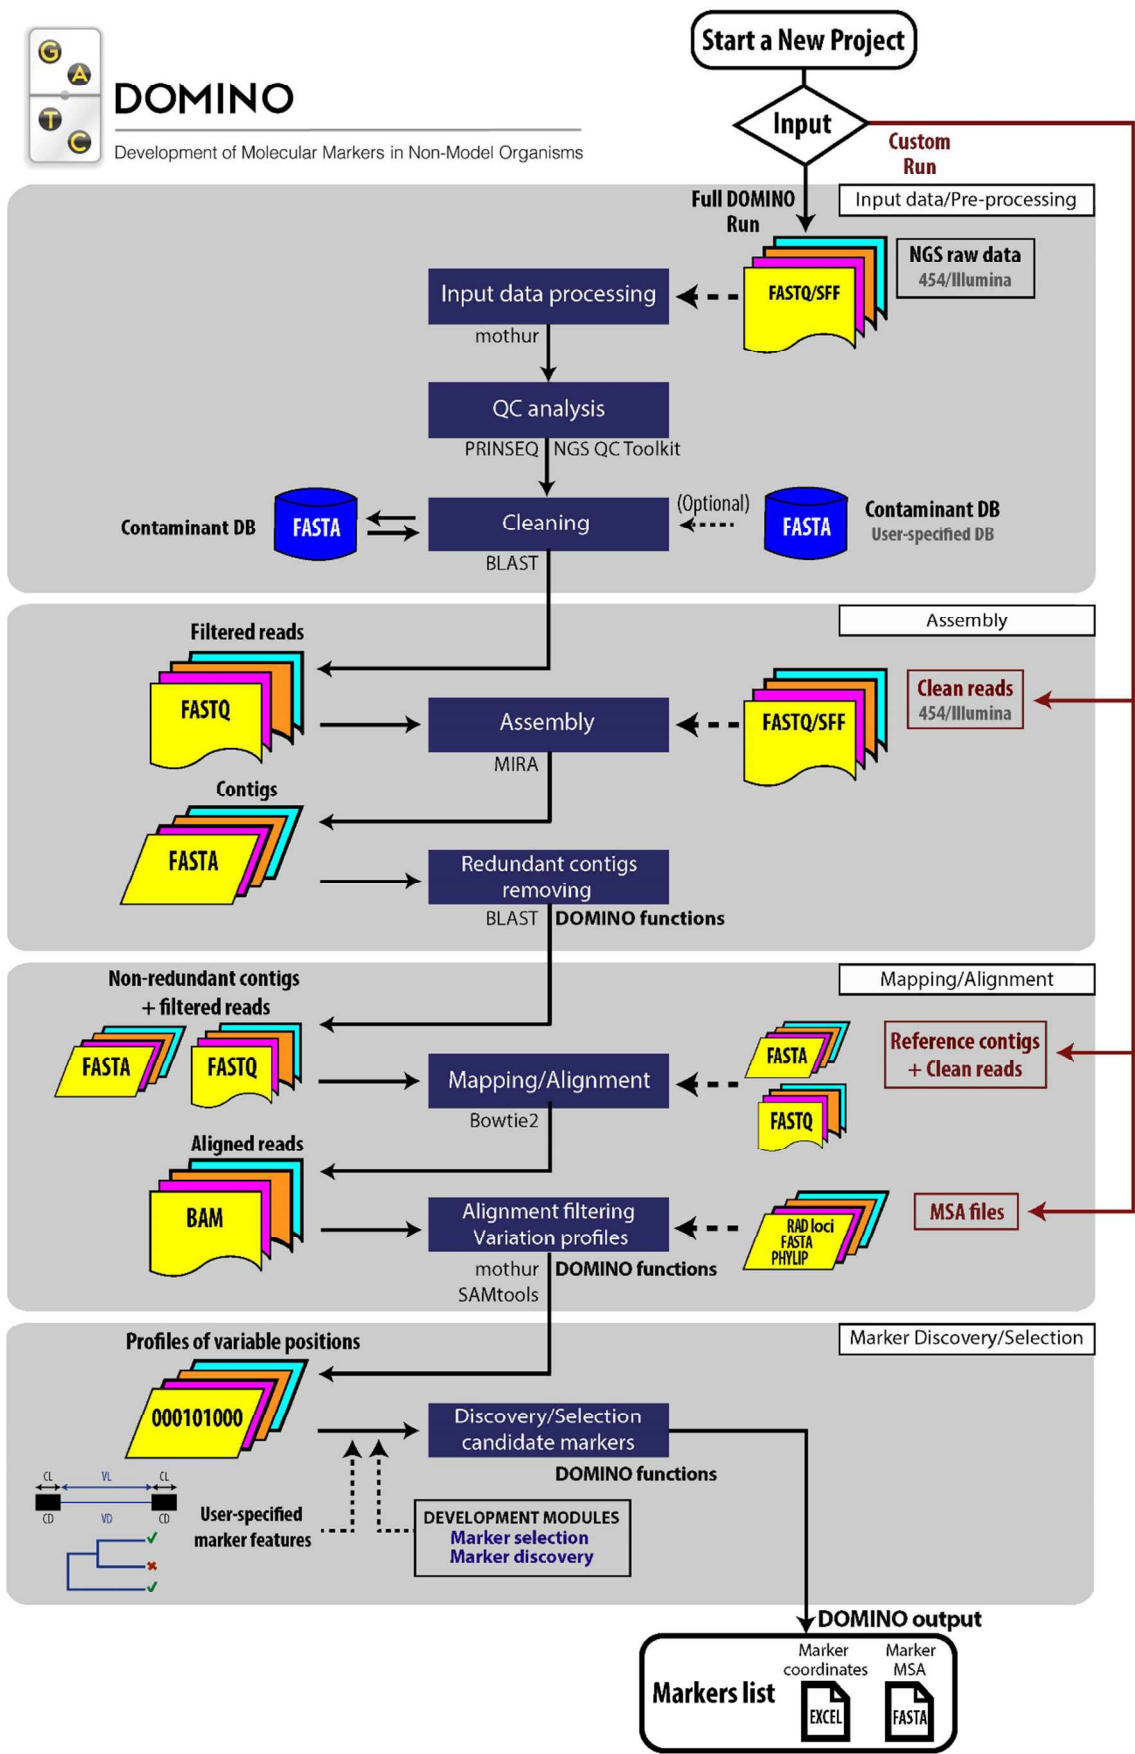 Start a New Project
G
A
T
C
DOMINO
Development of Molecular Markers in Non-Model Organisms
Input
Custom
Run
Full DOMINO
Run
Input data/Pre-processing
NGS raw data
454/Illumina
FASTQ/SFF
Input data processing
mothur
QC analysis
PRINSEQ NGS QC Toolkit
Contaminant DB
FASTA
Cleaning
(Optional)
FASTA
Contaminant DB
User-specified DB
BLAST
Assembly
Filtered reads
FASTQ
Assembly
FASTQ/SFF
Clean reads
454/Illumina
MIRA
Contigs
FASTA
Redundant contigs
removing
BLAST DOMINO functions
Mapping/Alignment
Non-redundant contigs
+ filtered reads
FASTA
FASTQ
Mapping/Alignment
FASTA
FASTQ
Reference contigs
+ Clean reads
Bowtie2
Aligned reads
BAM
Alignment filtering
Variation profiles
RAD loci
FASTA
PHYLIP
MSA files
mothur DOMINO functions
SAMtools
Marker Discovery/Selection
Profiles of variable positions
000101000
Discovery/Selection
candidate markers
DOMINO functions
CL VL CL
CD VD CD
User-specified
marker features
DEVELOPMENT MODULES
Marker selection
Marker discovery
DOMINO output
Markers list
Marker
coordinates
EXCEL
Marker
MSA
FASTA